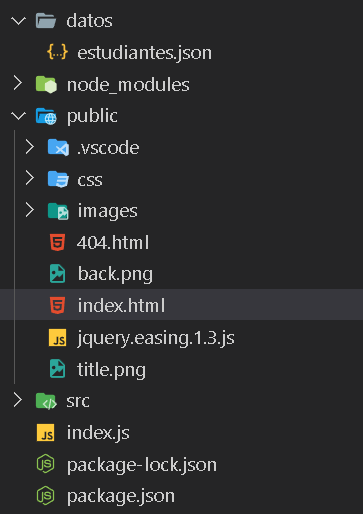 datos
estudiantes.json
node_modules
public
.vscode
css
images
404.html
back.png
index.html
jquery.easing.1.3.js
title.png
src
index.js
package-lock.json
package.json